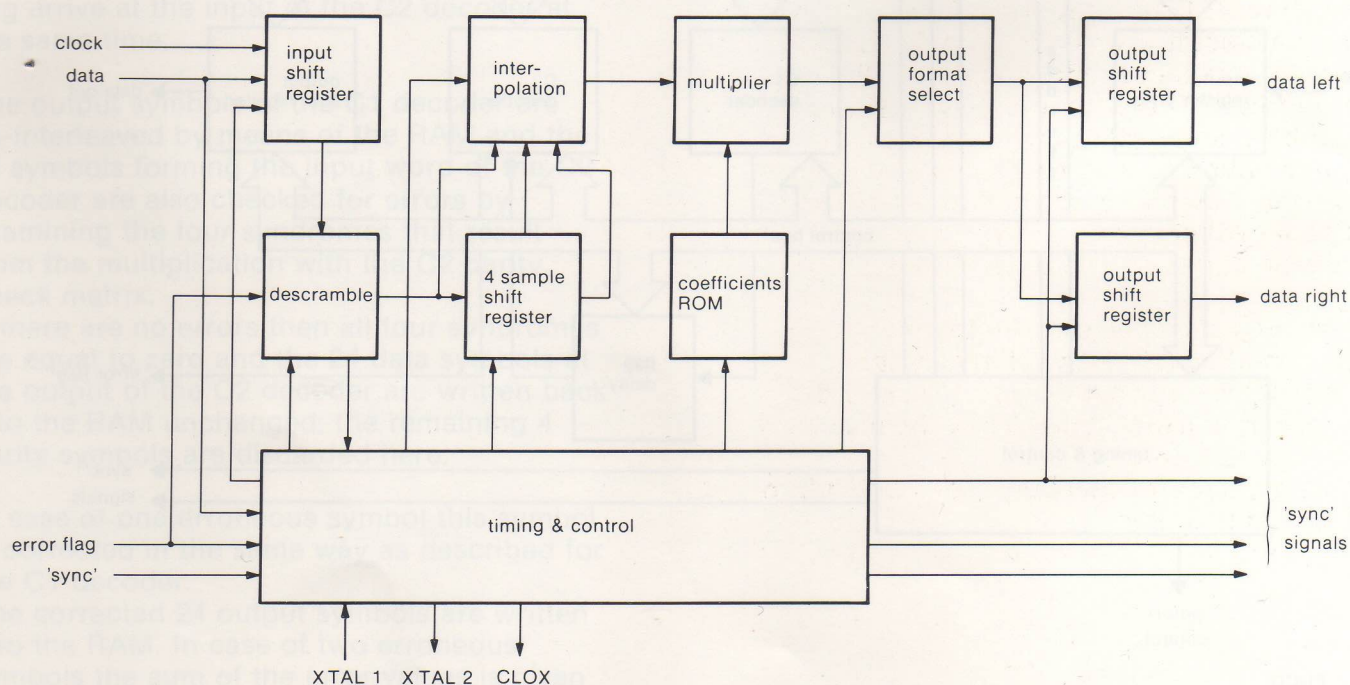 clock
data
input
shift
register
inter-
polation
multiplier
output
format
select
output
shift
register
data left
descramble
4 sample
shift
register
coefficients
ROM
output
shift
register
data right
timing & control
error flag
'sync'
'sync'
signals
XTAL 1 XTAL 2 CLOX